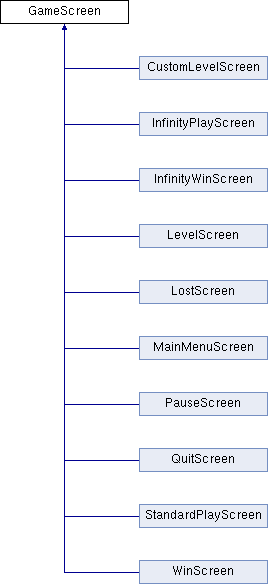 GameScreen
CustomLevelScreen
InfinityPlayScreen
InfinityWinScreen
LevelScreen
LostScreen
MainMenuScreen
PauseScreen
QuitScreen
StandardPlayScreen
WinScreen